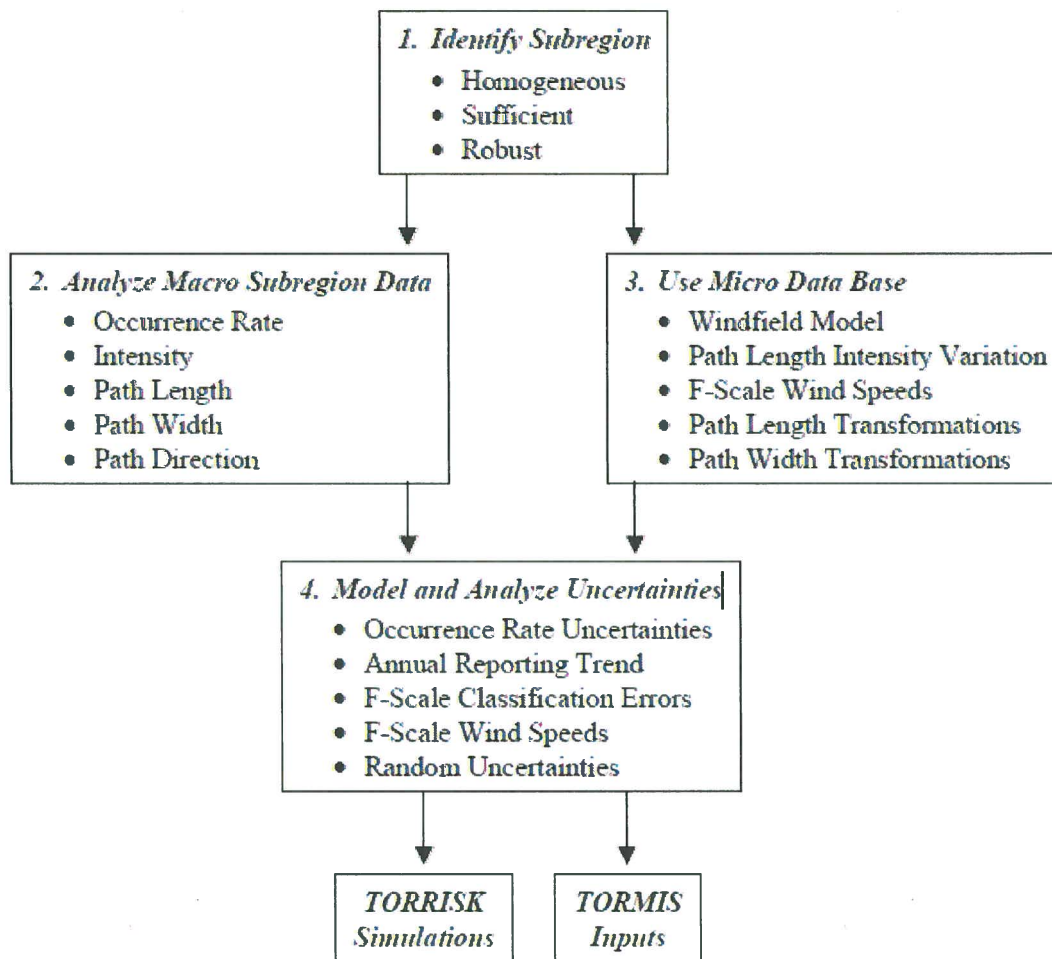 1. Identify Subregion
• Homogeneous
• Sufficient
• Robust
2. Analyze Macro Subregion Data
• Occurrence Rate
• Intensity
• Path Length
• Path Width
• Path Direction
3. Use Micro Data Base
• Windfield Model
• Path Length Intensity Variation
• F-Scale Wind Speeds
• Path Length Transformations
• Path Width Transformations
4. Model and Analyze Uncertainties
• Occurrence Rate Uncertainties
• Annual Reporting Trend
• F-Scale Classification Errors
• F-Scale Wind Speeds
• Random Uncertainties
TORRISK
Simulations
TORMIS
Inputs